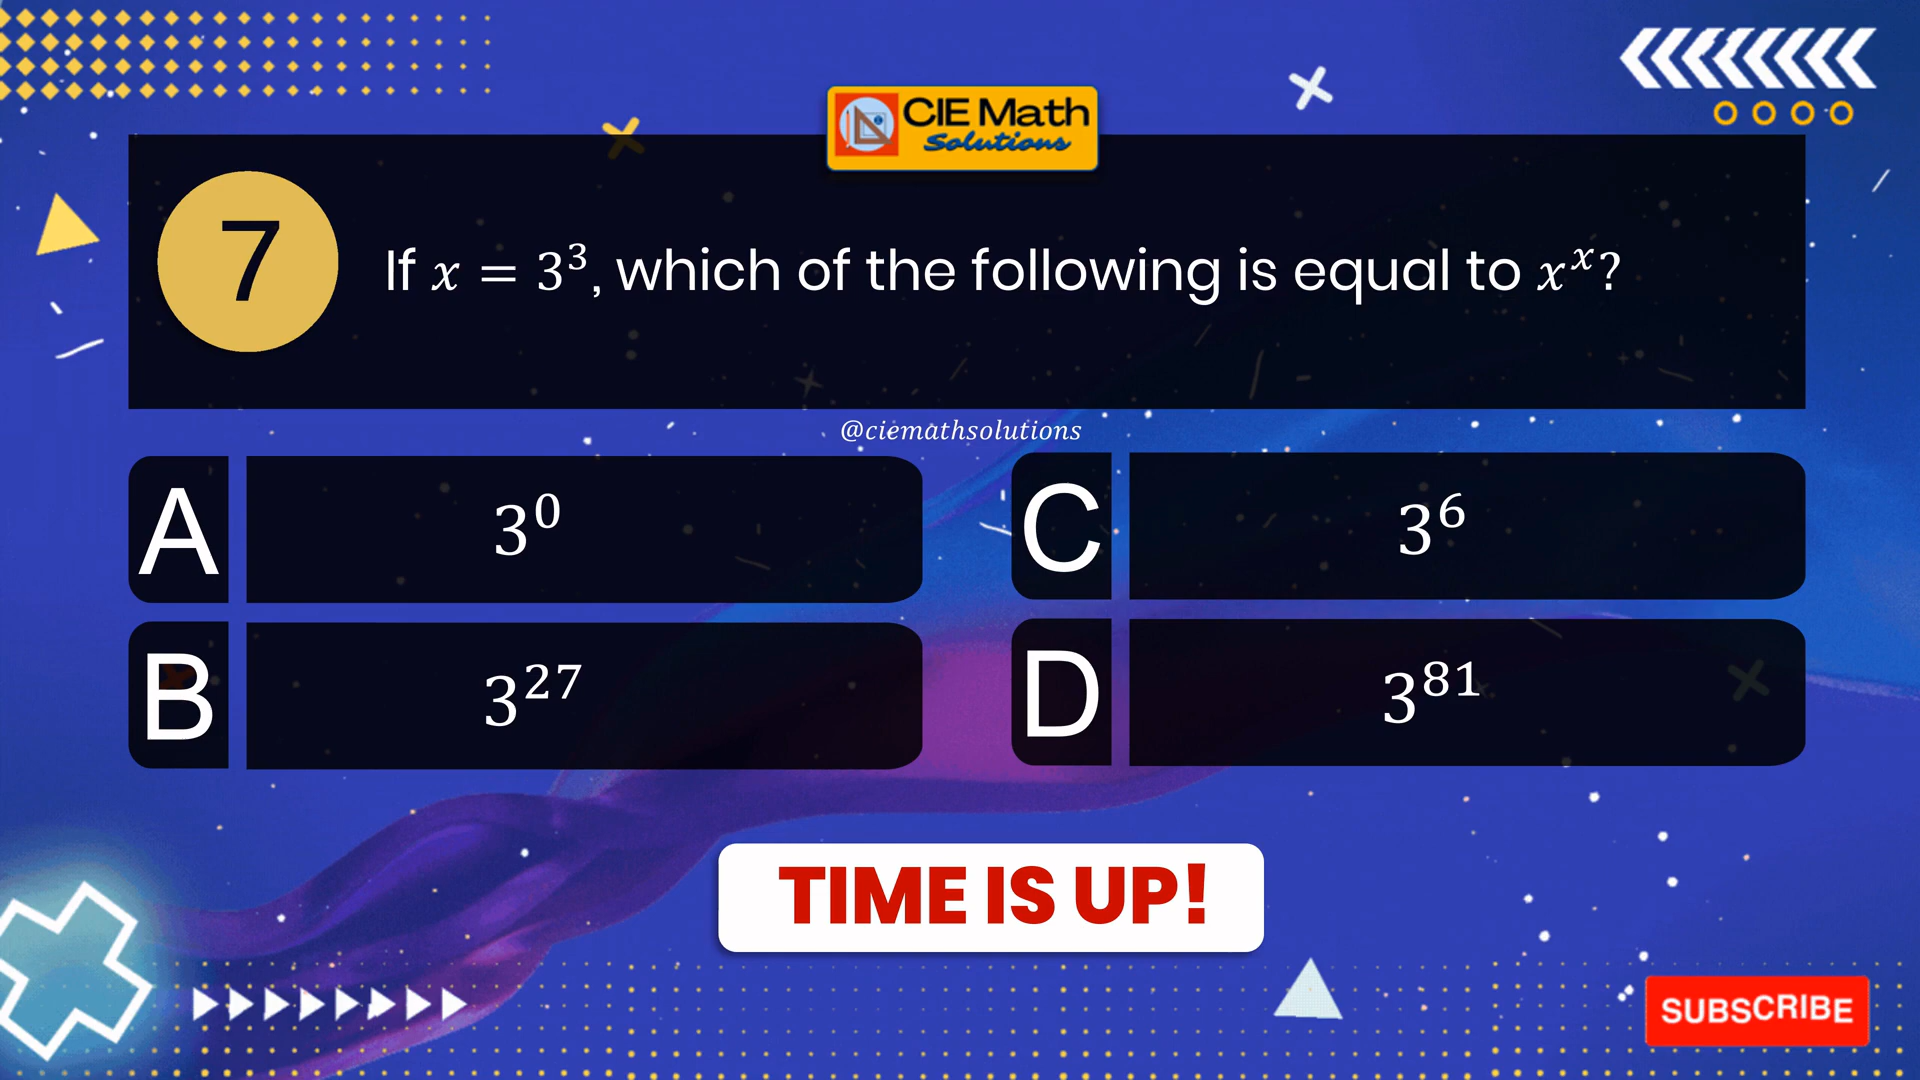 CIE Math
Solutions
7
If x = 3³, which of the following is equal to xˣ?
@ciemathsolutions
A
3⁰
C
3⁶
B
3²⁷
D
3⁸¹
TIME IS UP!
SUBSCRIBE